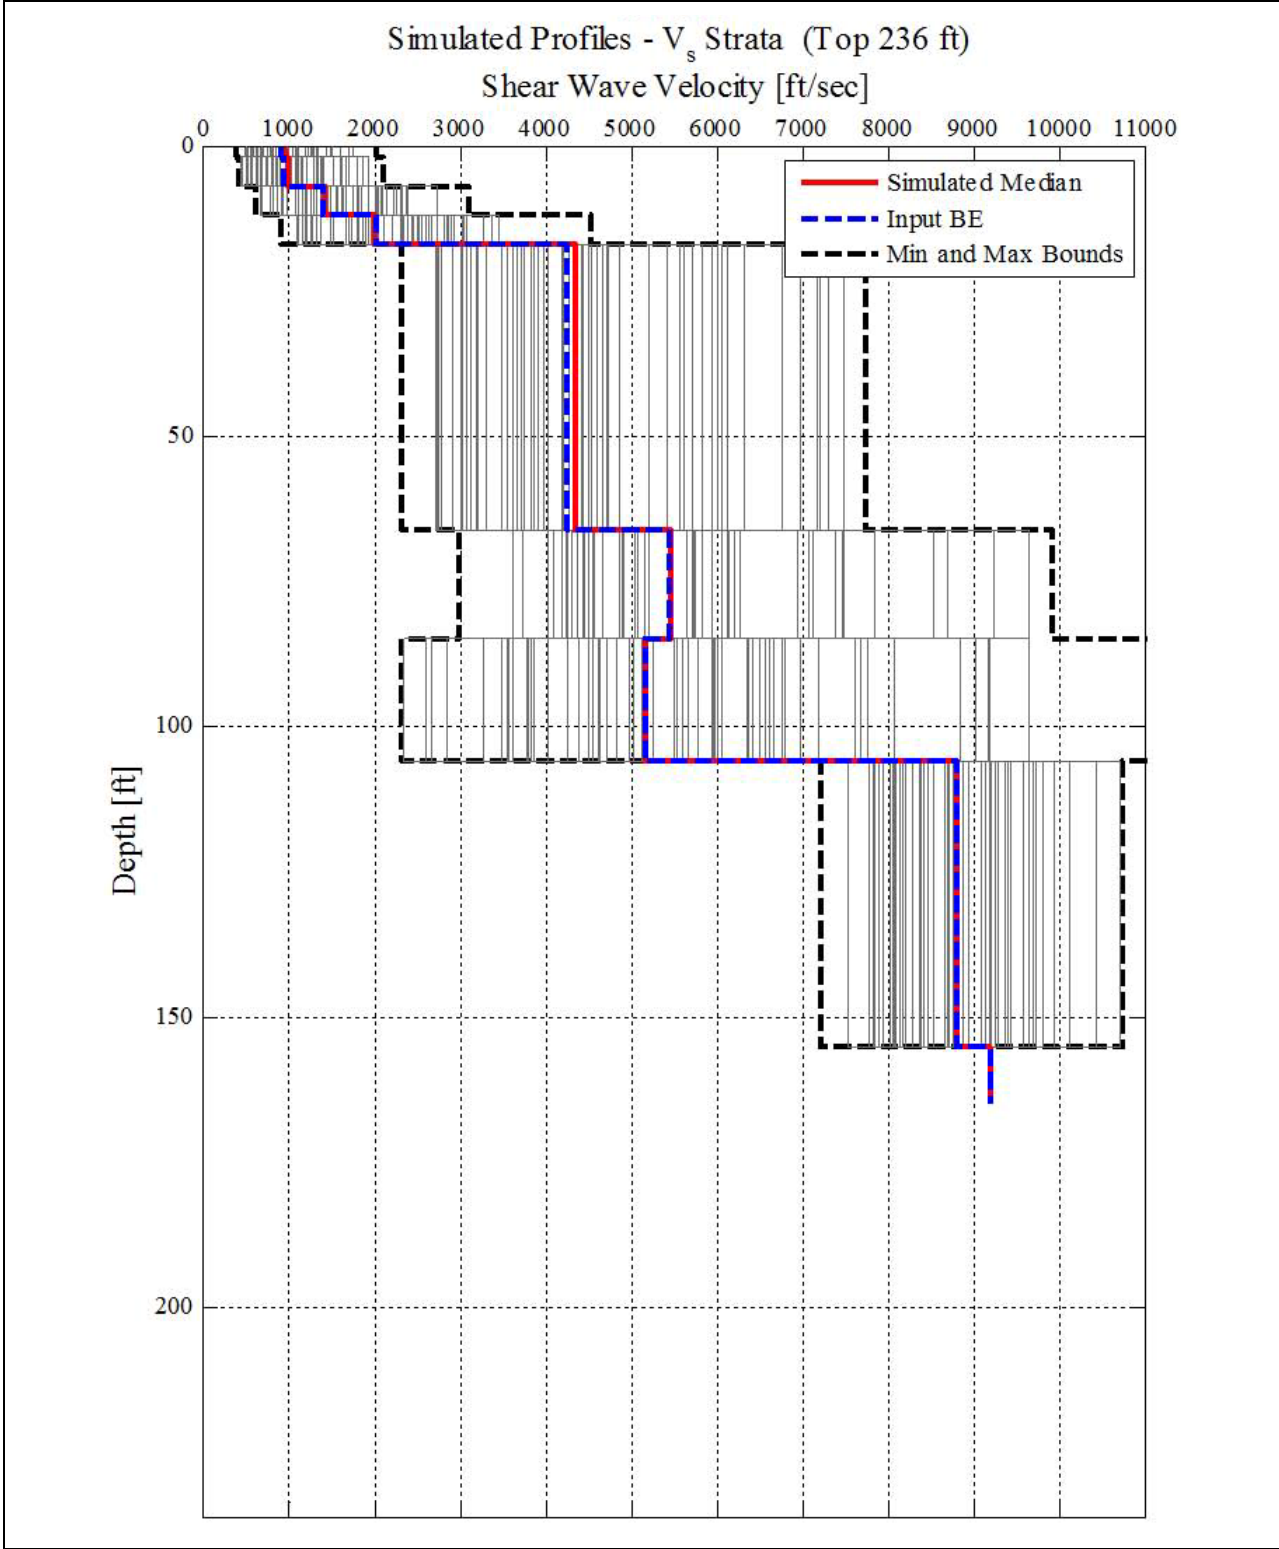 Simulated Profiles - Vs Strata (Top 236 ft)
Shear Wave Velocity [ft/sec]
0 1000 2000 3000 4000 5000 6000 7000 8000 9000 10000 11000
0
Simulated Median
Input BE
Min and Max Bounds
50
100
Depth [ft]
150
200